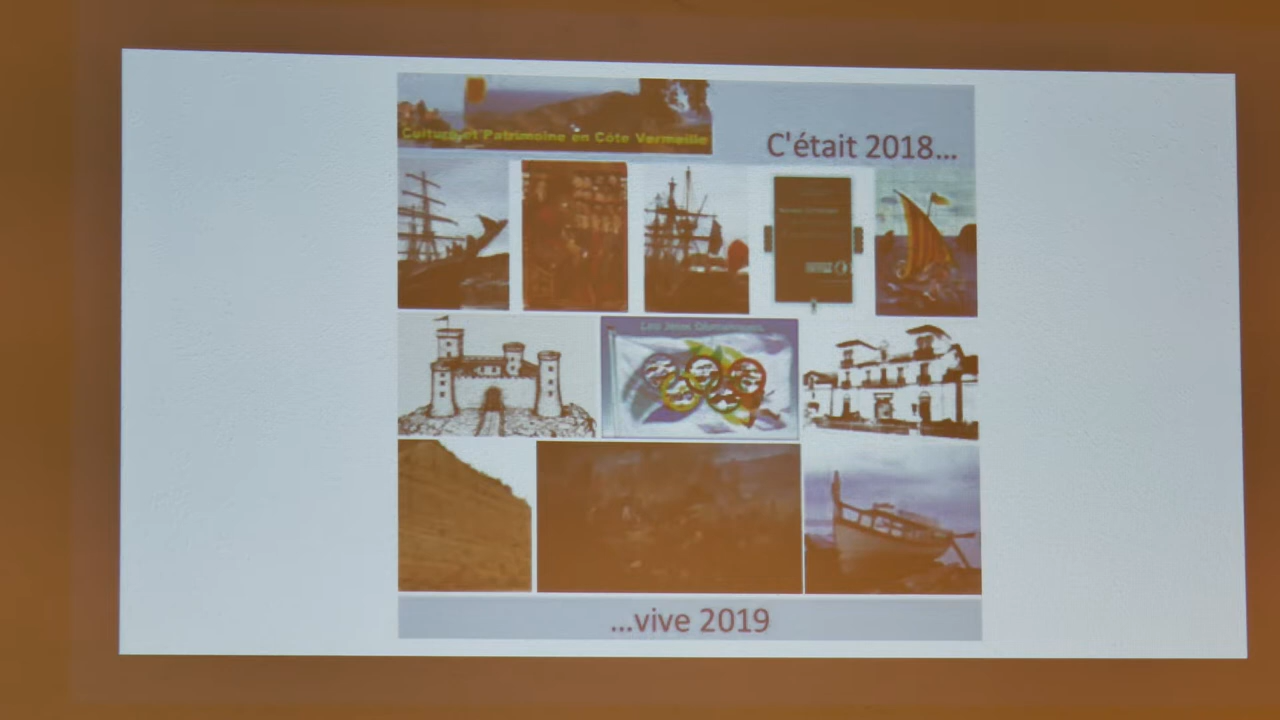 Culture et Patrimoine en Côte Vermeille
C'était 2018...
Les Jeux Olympiques
...vive 2019